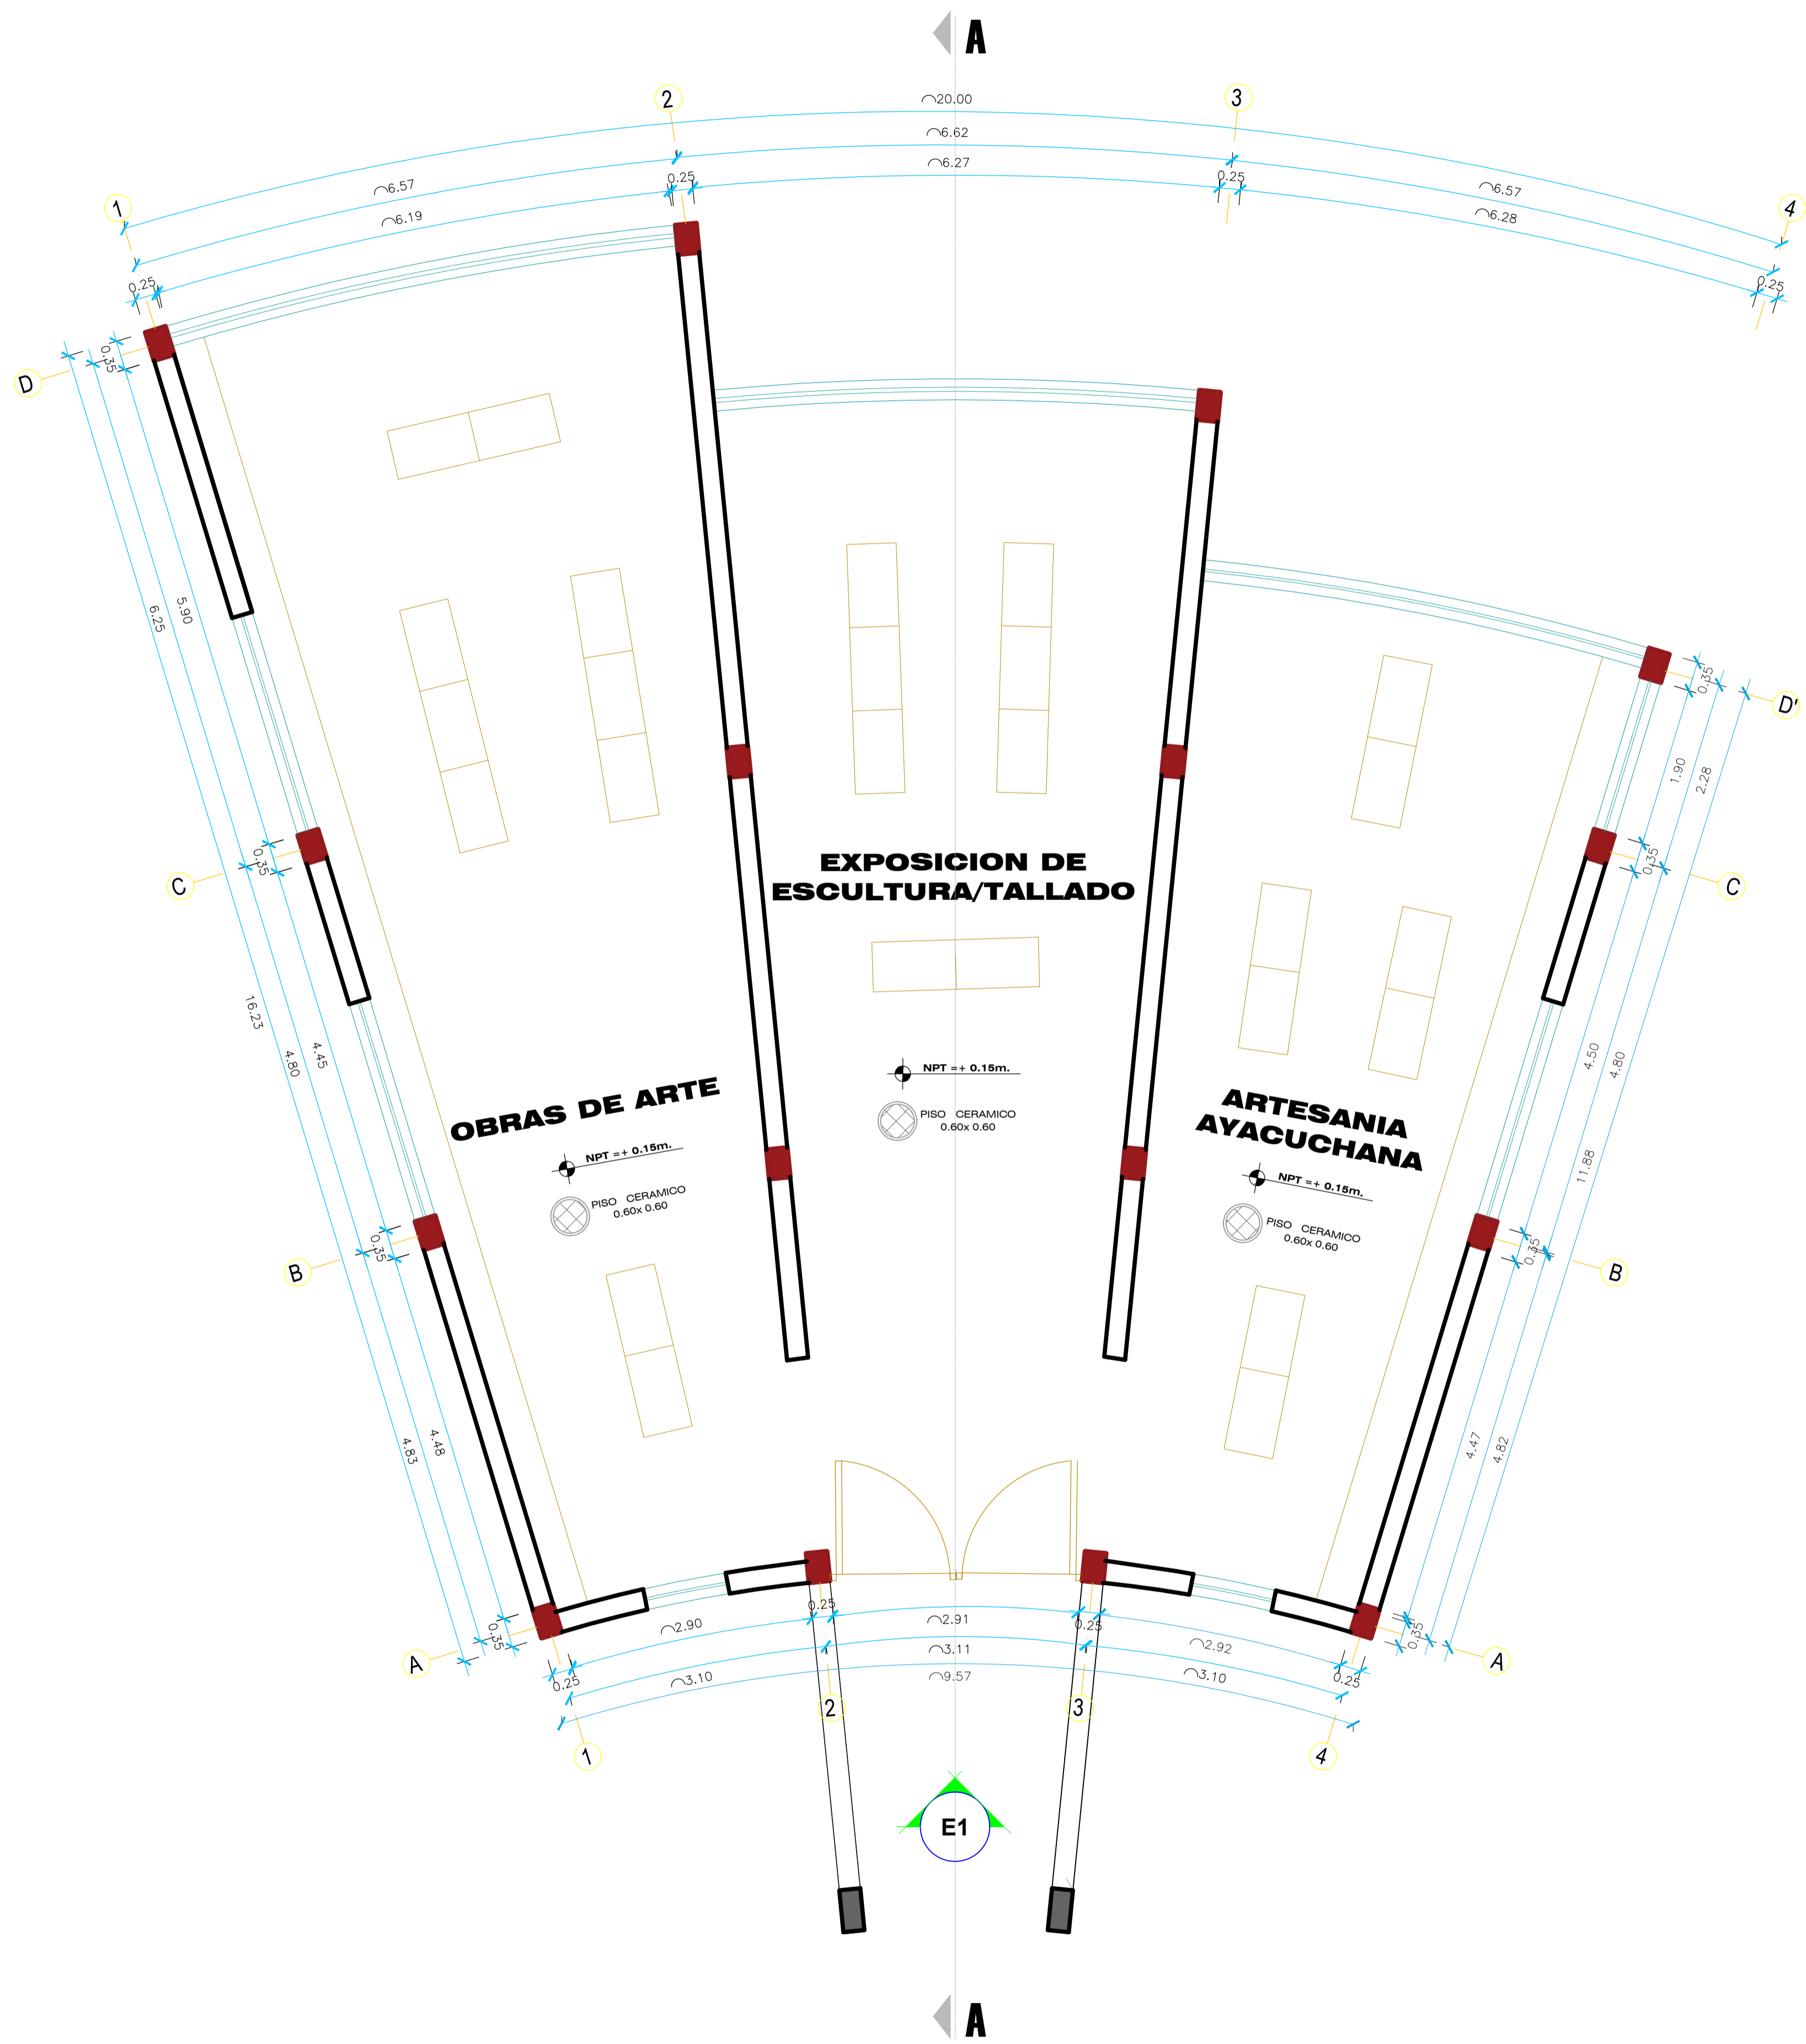 A
2
3
⌒20.00
⌒6.62
⌒6.27
⌒6.57
⌒6.57
0.25
0.25
1
4
⌒6.19
⌒6.28
0.25
0.25
D
0.35
0.35
D'
5.90
6.25
1.90
2.28
C
0.35
0.35
C
EXPOSICION DE
ESCULTURA/TALLADO
16.23
4.80
4.45
4.50
4.80
11.88
NPT =+ 0.15m.
PISO CERAMICO
0.60x 0.60
OBRAS DE ARTE
NPT =+ 0.15m.
PISO CERAMICO
0.60x 0.60
ARTESANIA
AYACUCHANA
NPT =+ 0.15m.
PISO CERAMICO
0.60x 0.60
B
0.35
0.35
B
4.83
4.48
4.47
4.82
A
0.35
0.35
A
0.25
0.25
⌒2.90
⌒2.91
⌒2.92
0.25
0.25
⌒3.10
⌒3.11
⌒3.10
⌒9.57
2
3
1
4
E1
A